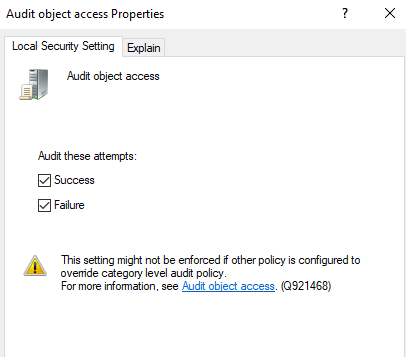 Audit object access Properties
Local Security Setting
Explain
Audit object access
Audit these attempts:
Success
Failure
This setting might not be enforced if other policy is configured to
override category level audit policy.
For more information, see Audit object access. (Q921468)